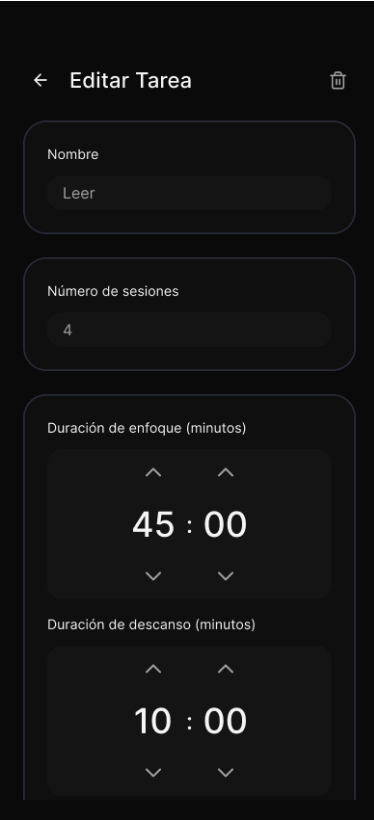 Editar Tarea
Nombre
Leer
Número de sesiones
4
Duración de enfoque (minutos)
45 : 00
Duración de descanso (minutos)
10 : 00